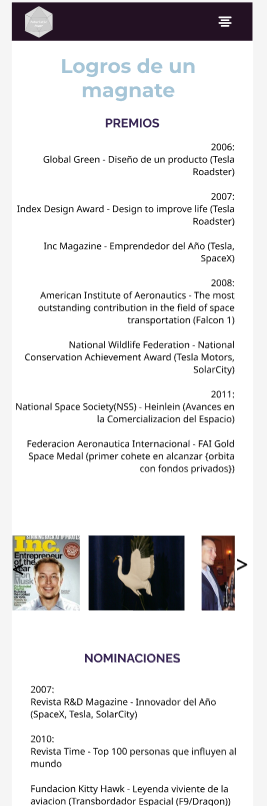 Logros de un
magnate
PREMIOS
2006:
Global Green - Diseño de un producto (Tesla
Roadster)
2007:
Index Design Award - Design to improve life (Tesla
Roadster)
Inc Magazine - Emprendedor del Año (Tesla,
SpaceX)
2008:
American Institute of Aeronautics - The most
outstanding contribution in the field of space
transportation (Falcon 1)
National Wildlife Federation - National
Conservation Achievement Award (Tesla Motors,
SolarCity)
2011:
National Space Society(NSS) - Heinlein (Avances en
la Comercializacion del Espacio)
Federacion Aeronautica Internacional - FAI Gold
Space Medal (primer cohete en alcanzar {orbita
con fondos privados})
Inc.
Entrepreneur
of the
Year
<
>
NOMINACIONES
2007:
Revista R&D Magazine - Innovador del Año
(SpaceX, Tesla, SolarCity)
2010:
Revista Time - Top 100 personas que influyen al
mundo
Fundacion Kitty Hawk - Leyenda viviente de la
aviacion (Transbordador Espacial (F9/Dragon))